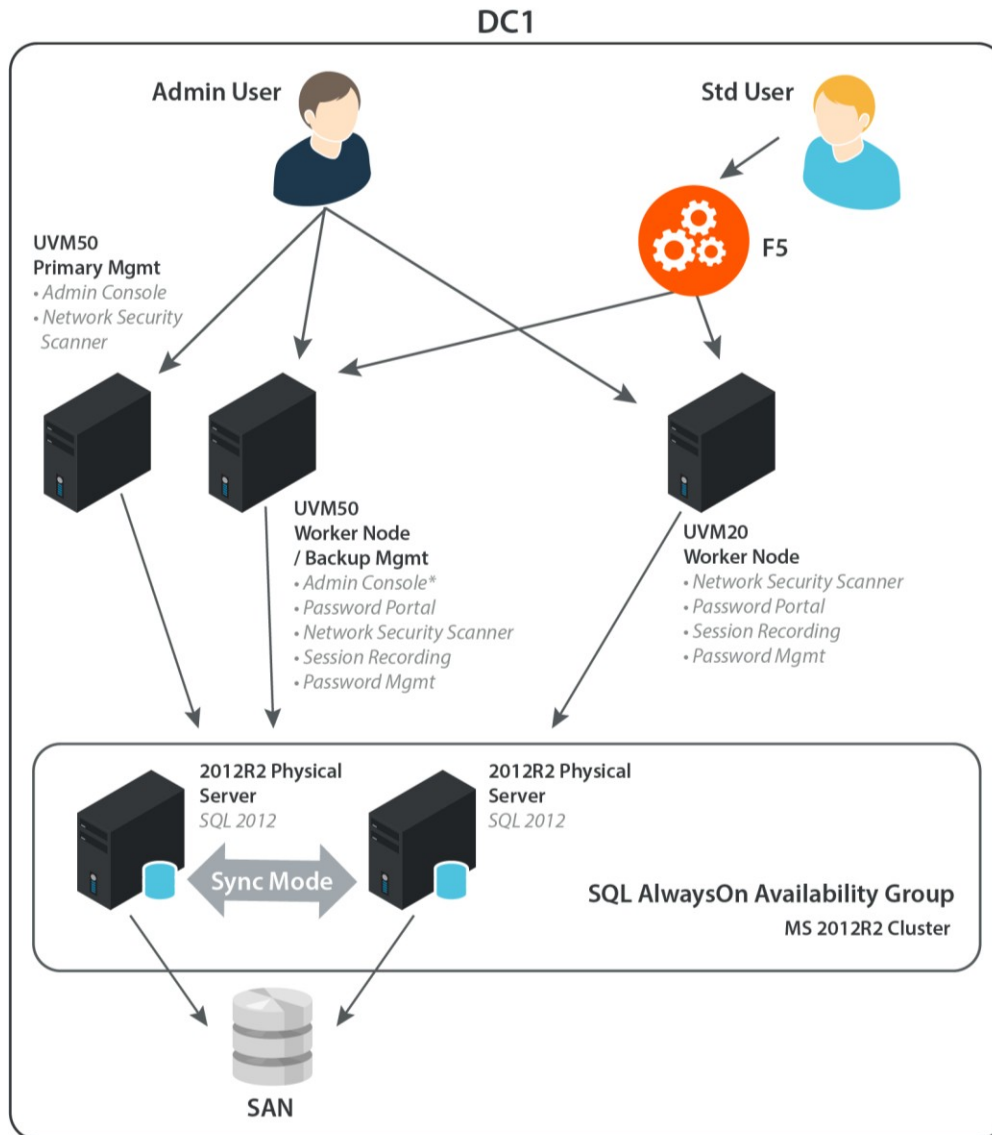 DC1
Admin User
Std User
F5
UVM50
Primary Mgmt
• Admin Console
• Network Security
Scanner
UVM50
Worker Node
/ Backup Mgmt
• Admin Console*
• Password Portal
• Network Security Scanner
• Session Recording
• Password Mgmt
UVM20
Worker Node
• Network Security Scanner
• Password Portal
• Session Recording
• Password Mgmt
2012R2 Physical
Server
SQL 2012
2012R2 Physical
Server
SQL 2012
Sync Mode
SQL AlwaysOn Availability Group
MS 2012R2 Cluster
SAN